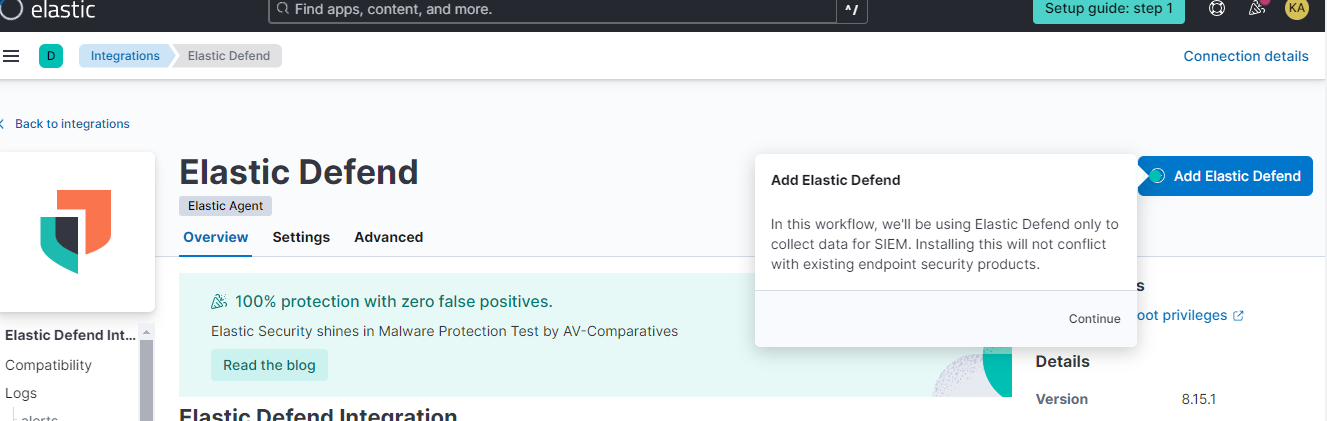 elastic
Find apps, content, and more.
^/
Setup guide: step 1
KA
D
Integrations
Elastic Defend
Connection details
Back to integrations
Elastic Defend
Elastic Agent
Overview
Settings
Advanced
Add Elastic Defend
In this workflow, we'll be using Elastic Defend only to
collect data for SIEM. Installing this will not conflict
with existing endpoint security products.
Continue
Add Elastic Defend
100% protection with zero false positives.
Elastic Security shines in Malware Protection Test by AV-Comparatives
Read the blog
Elastic Defend Int...
Compatibility
Logs
alerts
Elastic Defend Integration
s
oot privileges
Details
Version
8.15.1